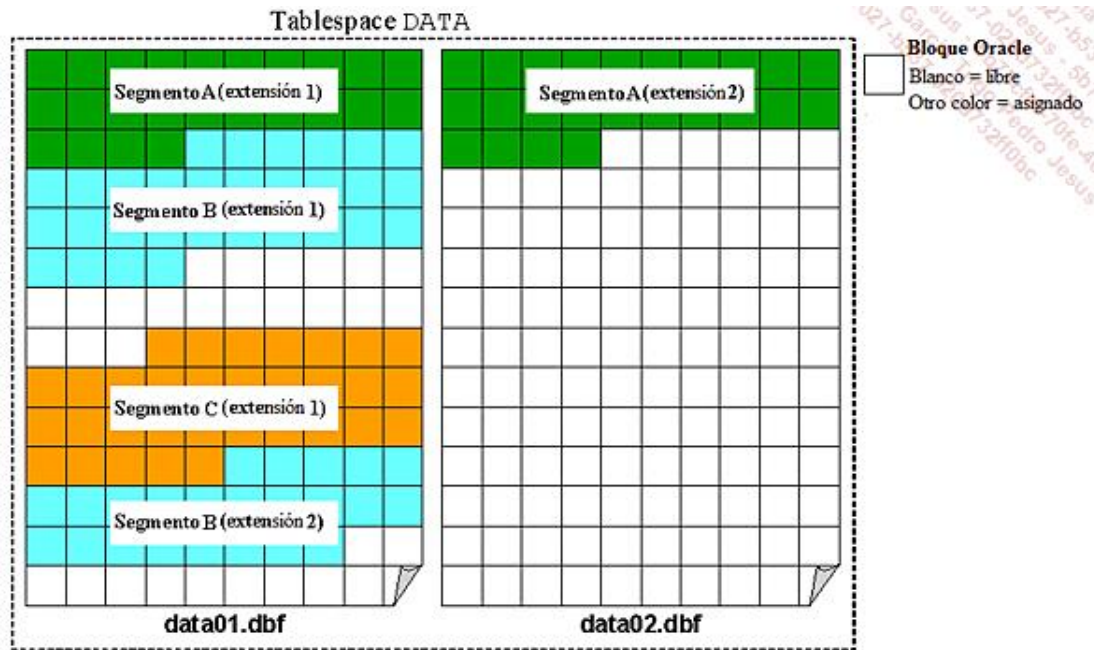 Tablespace DATA
Segmento A (extensión 1)
Segmento B (extensión 1)
Segmento C (extensión 1)
Segmento B (extensión 2)
data01.dbf
Segmento A (extensión 2)
data02.dbf
Bloque Oracle
Blanco = libre
Otro color = asignado